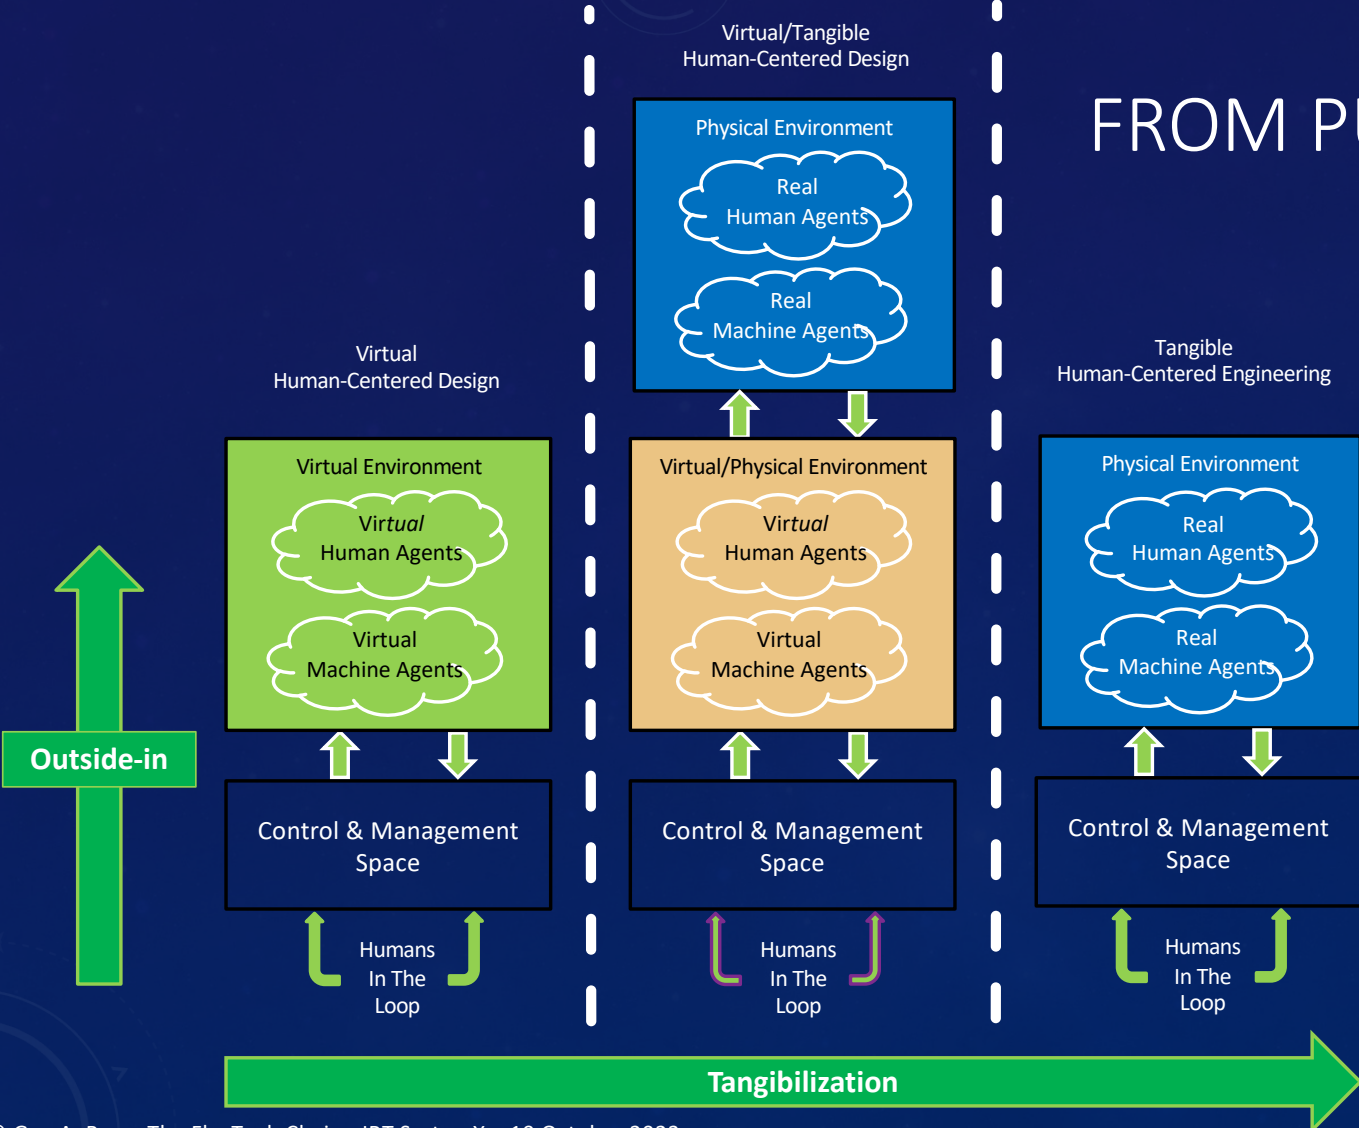 Virtual/Tangible
Human-Centered Design
FROM PU
Physical Environment
Real
Human Agents
Real
Machine Agents
Virtual
Human-Centered Design
Virtual Environment
Virtual
Human Agents
Virtual
Machine Agents
Virtual/Physical Environment
Virtual
Human Agents
Virtual
Machine Agents
Tangible
Human-Centered Engineering
Physical Environment
Real
Human Agents
Real
Machine Agents
Outside-in
Control & Management
Space
Control & Management
Space
Control & Management
Space
Humans
In The
Loop
Humans
In The
Loop
Humans
In The
Loop
Tangibilization